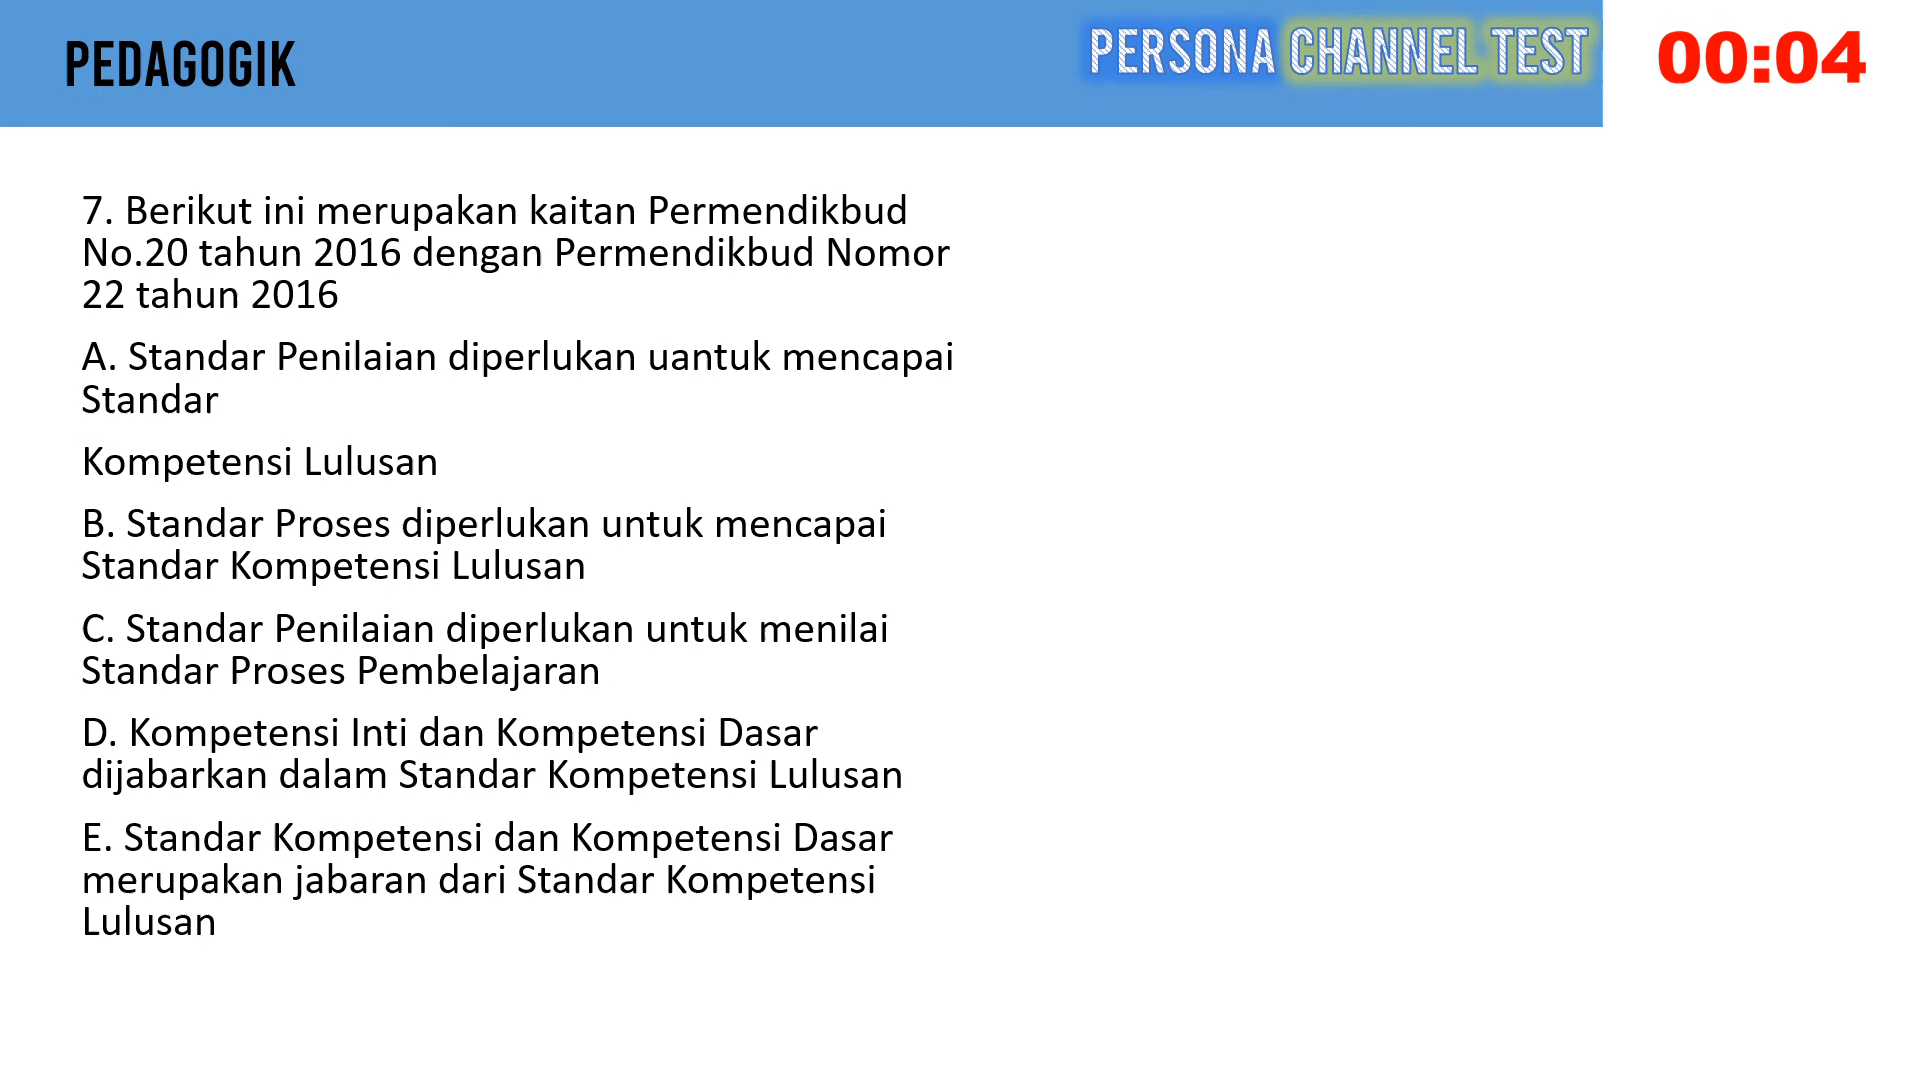 PEDAGOGIK
PERSONA CHANNEL TEST
00:04
7. Berikut ini merupakan kaitan Permendikbud
No.20 tahun 2016 dengan Permendikbud Nomor
22 tahun 2016
A. Standar Penilaian diperlukan uantuk mencapai
Standar
Kompetensi Lulusan
B. Standar Proses diperlukan untuk mencapai
Standar Kompetensi Lulusan
C. Standar Penilaian diperlukan untuk menilai
Standar Proses Pembelajaran
D. Kompetensi Inti dan Kompetensi Dasar
dijabarkan dalam Standar Kompetensi Lulusan
E. Standar Kompetensi dan Kompetensi Dasar
merupakan jabaran dari Standar Kompetensi
Lulusan